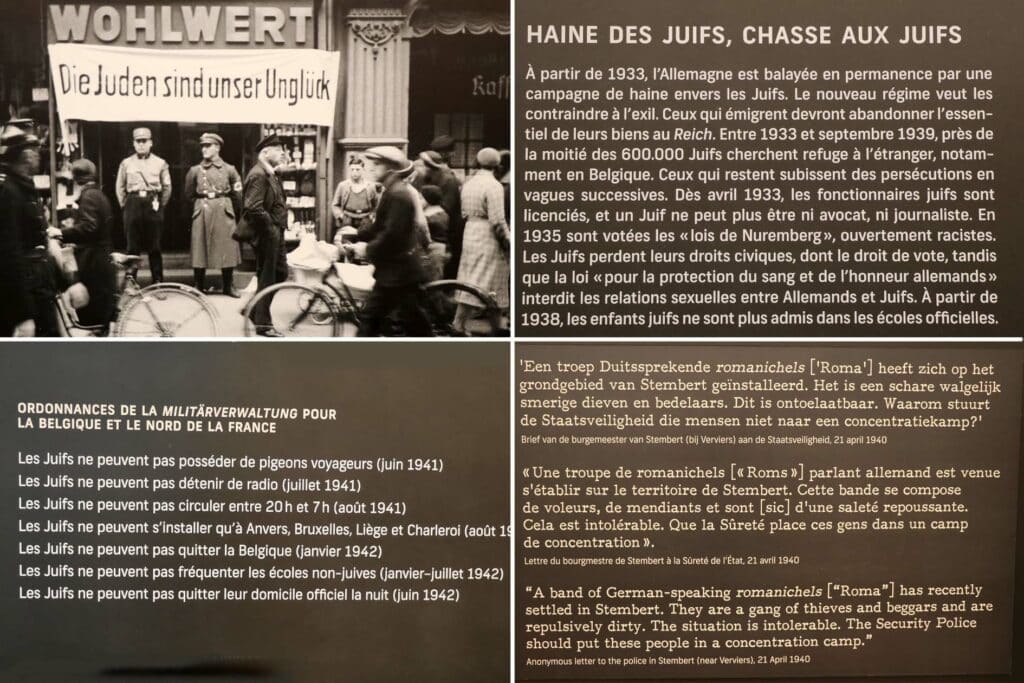 WOHLWERT
Die Juden sind unser Unglück
Kaff
HAINE DES JUIFS, CHASSE AUX JUIFS
À partir de 1933, l'Allemagne est balayée en permanence par une
campagne de haine envers les Juifs. Le nouveau régime veut les
contraindre à l'exil. Ceux qui émigrent devront abandonner l'essen-
tiel de leurs biens au Reich. Entre 1933 et septembre 1939, près de
la moitié des 600.000 Juifs cherchent refuge à l'étranger, notam-
ment en Belgique. Ceux qui restent subissent des persécutions en
vagues successives. Dès avril 1933, les fonctionnaires juifs sont
licenciés, et un Juif ne peut plus être ni avocat, ni journaliste. En
1935 sont votées les «lois de Nuremberg», ouvertement racistes.
Les Juifs perdent leurs droits civiques, dont le droit de vote, tandis
que la loi «pour la protection du sang et de l'honneur allemands»
interdit les relations sexuelles entre Allemands et Juifs. À partir de
1938, les enfants juifs ne sont plus admis dans les écoles officielles.
ORDONNANCES DE LA MILITÄRVERWALTUNG POUR
LA BELGIQUE ET LE NORD DE LA FRANCE
Les Juifs ne peuvent pas posséder de pigeons voyageurs (juin 1941)
Les Juifs ne peuvent pas détenir de radio (juillet 1941)
Les Juifs ne peuvent pas circuler entre 20 h et 7 h (août 1941)
Les Juifs ne peuvent s'installer qu'à Anvers, Bruxelles, Liège et Charleroi (août 19
Les Juifs ne peuvent pas quitter la Belgique (janvier 1942)
Les Juifs ne peuvent pas fréquenter les écoles non-juives (janvier–juillet 1942)
Les Juifs ne peuvent pas quitter leur domicile officiel la nuit (juin 1942)
'Een troep Duitssprekende romanichels ['Roma'] heeft zich op het
grondgebied van Stembert geïnstalleerd. Het is een schare walgelijk
smerige dieven en bedelaars. Dit is ontoelaatbaar. Waarom stuurt
de Staatsveiligheid die mensen niet naar een concentratiekamp?'
Brief van de burgemeester van Stembert (bij Verviers) aan de Staatsveiligheid, 21 april 1940
« Une troupe de romanichels [« Roms »] parlant allemand est venue
s'établir sur le territoire de Stembert. Cette bande se compose
de voleurs, de mendiants et sont [sic] d'une saleté repoussante.
Cela est intolérable. Que la Sûreté place ces gens dans un camp
de concentration ».
Lettre du bourgmestre de Stembert à la Sûreté de l'État, 21 avril 1940
"A band of German-speaking romanichels ["Roma"] has recently
settled in Stembert. They are a gang of thieves and beggars and are
repulsively dirty. The situation is intolerable. The Security Police
should put these people in a concentration camp."
Anonymous letter to the police in Stembert (near Verviers), 21 April 1940